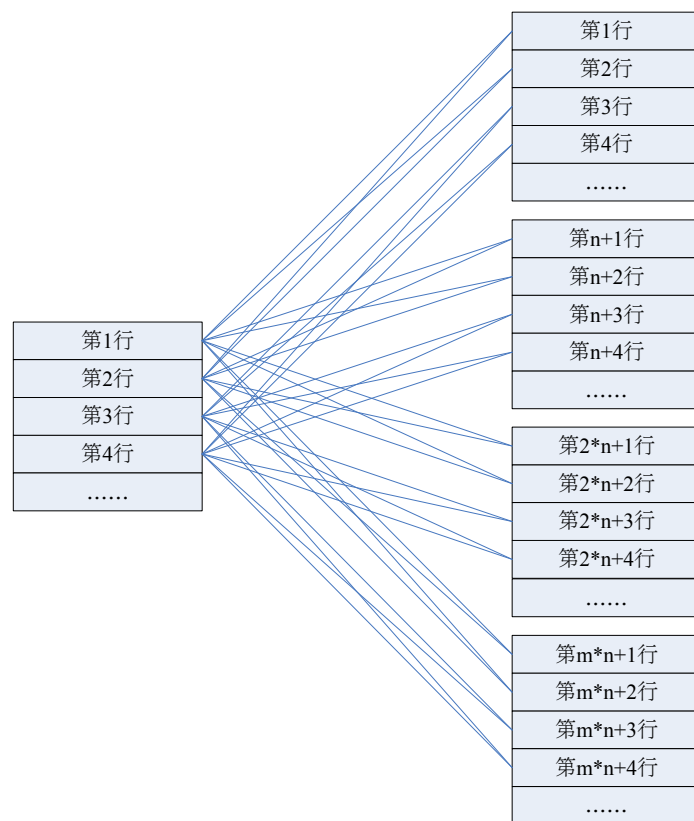 第1行
第2行
第3行
第4行
……
第1行
第2行
第3行
第4行
……
第n+1行
第n+2行
第n+3行
第n+4行
……
第2*n+1行
第2*n+2行
第2*n+3行
第2*n+4行
……
第m*n+1行
第m*n+2行
第m*n+3行
第m*n+4行
……